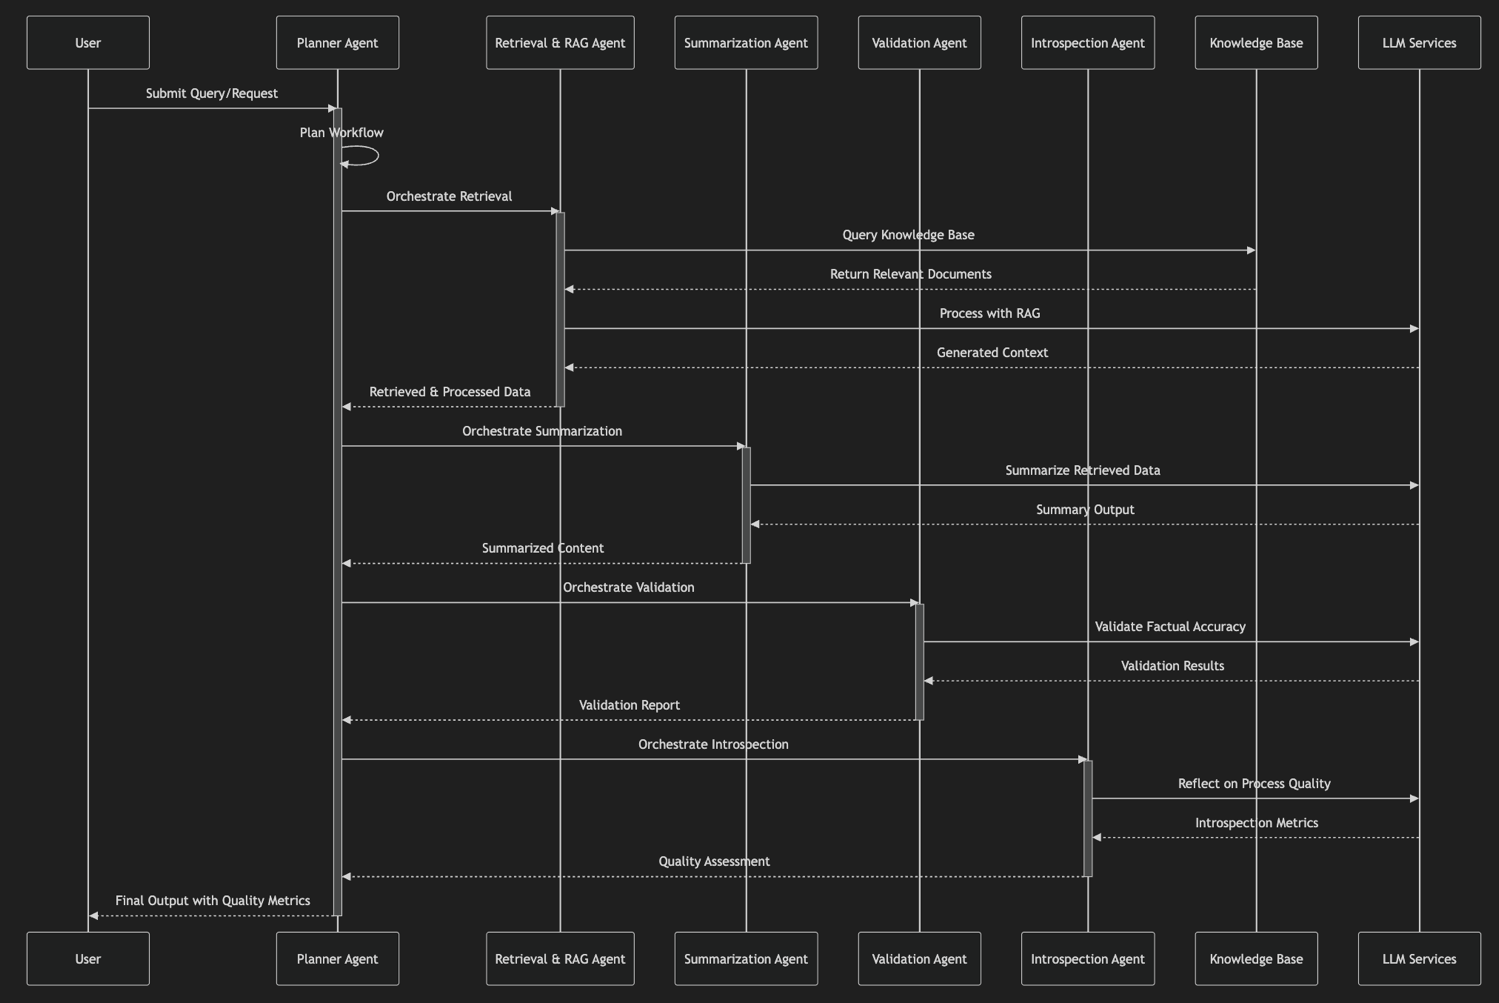 User
Planner Agent
Retrieval & RAG Agent
Summarization Agent
Validation Agent
Introspection Agent
Knowledge Base
LLM Services
Submit Query/Request
Plan Workflow
Orchestrate Retrieval
Query Knowledge Base
Return Relevant Documents
Process with RAG
Generated Context
Retrieved & Processed Data
Orchestrate Summarization
Summarize Retrieved Data
Summary Output
Summarized Content
Orchestrate Validation
Validate Factual Accuracy
Validation Results
Validation Report
Orchestrate Introspection
Reflect on Process Quality
Introspection Metrics
Quality Assessment
Final Output with Quality Metrics
User
Planner Agent
Retrieval & RAG Agent
Summarization Agent
Validation Agent
Introspection Agent
Knowledge Base
LLM Services